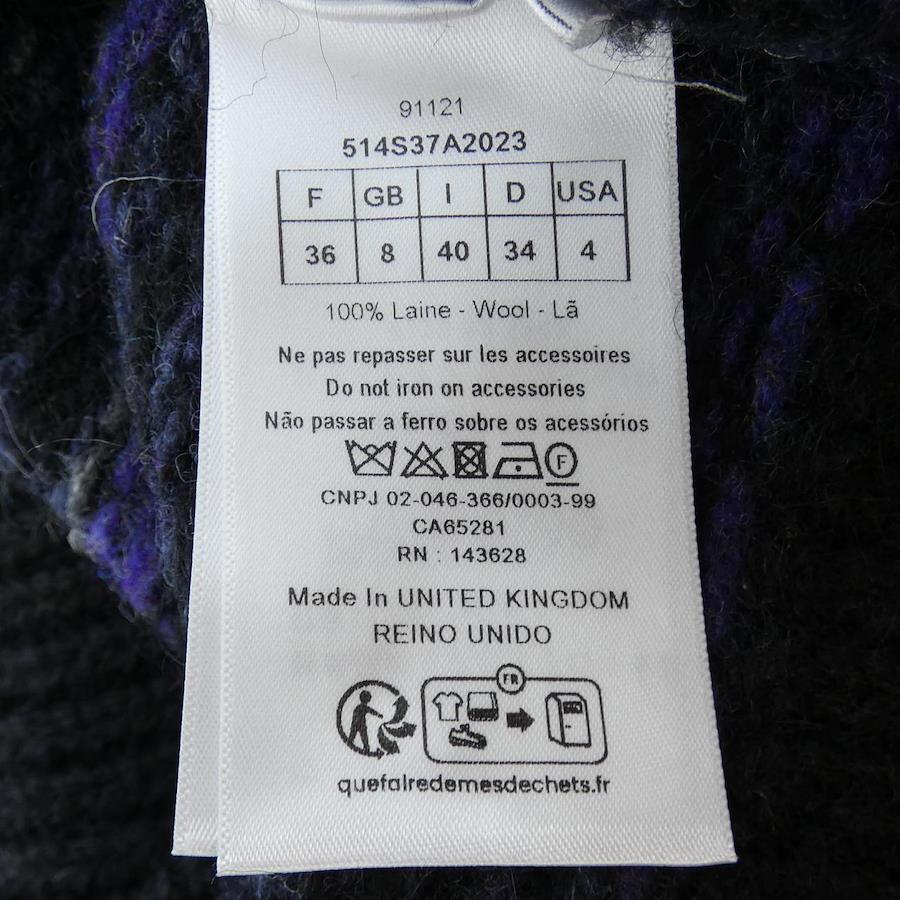 91121
514S37A2023
F GB I D USA
36 8 40 34 4
100% Laine - Wool - Lã
Ne pas repasser sur les accessoires
Do not iron on accessories
Não passar a ferro sobre os acessórios
F
CNPJ 02-046-366/0003-99
CA65281
RN : 143628
Made In UNITED KINGDOM
REINO UNIDO
FR
quefairedemesdechets.fr